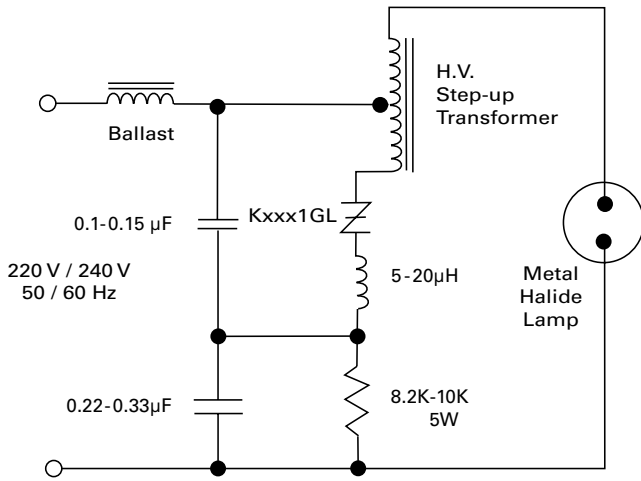 H.V.
Step-up
Transformer
Ballast
0.1-0.15 µF
Kxxx1GL
220 V / 240 V
50 / 60 Hz
5-20µH
Metal
Halide
Lamp
0.22-0.33µF
8.2K-10K
5W